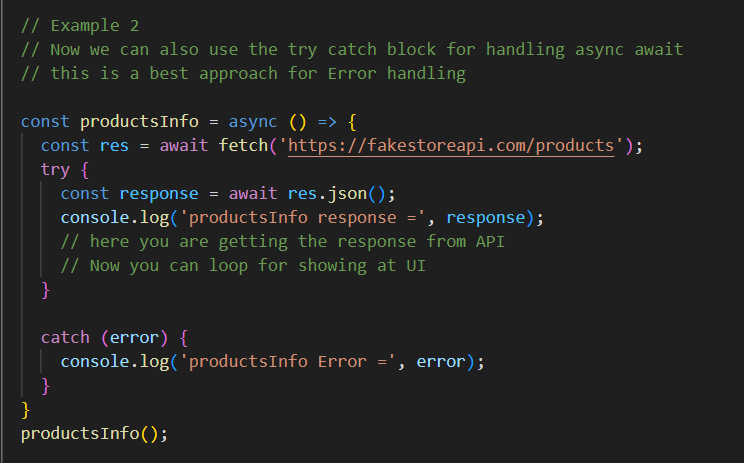 // Example 2
// Now we can also use the try catch block for handling async await
// this is a best approach for Error handling
const productsInfo = async () => {
const res = await fetch('https://fakestoreapi.com/products');
try {
const response = await res.json();
console.log('productsInfo response =', response);
// here you are getting the response from API
// Now you can loop for showing at UI
}
catch (error) {
console.log('productsInfo Error =', error);
}
}
productsInfo();